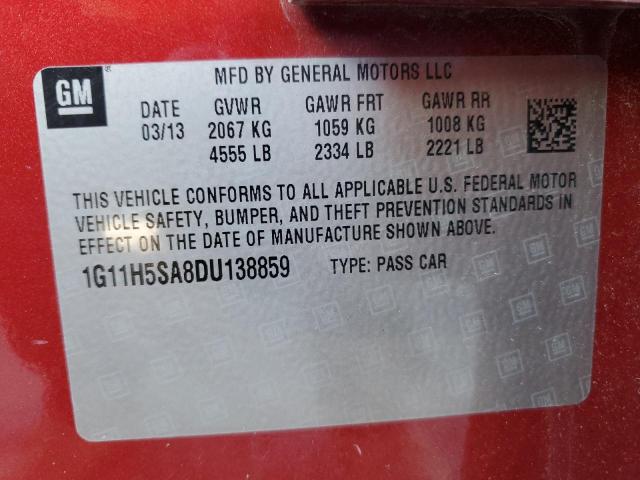 GM
MFD BY GENERAL MOTORS LLC
DATE GVWR GAWR FRT GAWR RR
03/13 2067 KG 1059 KG 1008 KG
4555 LB 2334 LB 2221 LB
THIS VEHICLE CONFORMS TO ALL APPLICABLE U.S. FEDERAL MOTOR
VEHICLE SAFETY, BUMPER, AND THEFT PREVENTION STANDARDS IN
EFFECT ON THE DATE OF MANUFACTURE SHOWN ABOVE.
1G11H5SA8DU138859 TYPE: PASS CAR